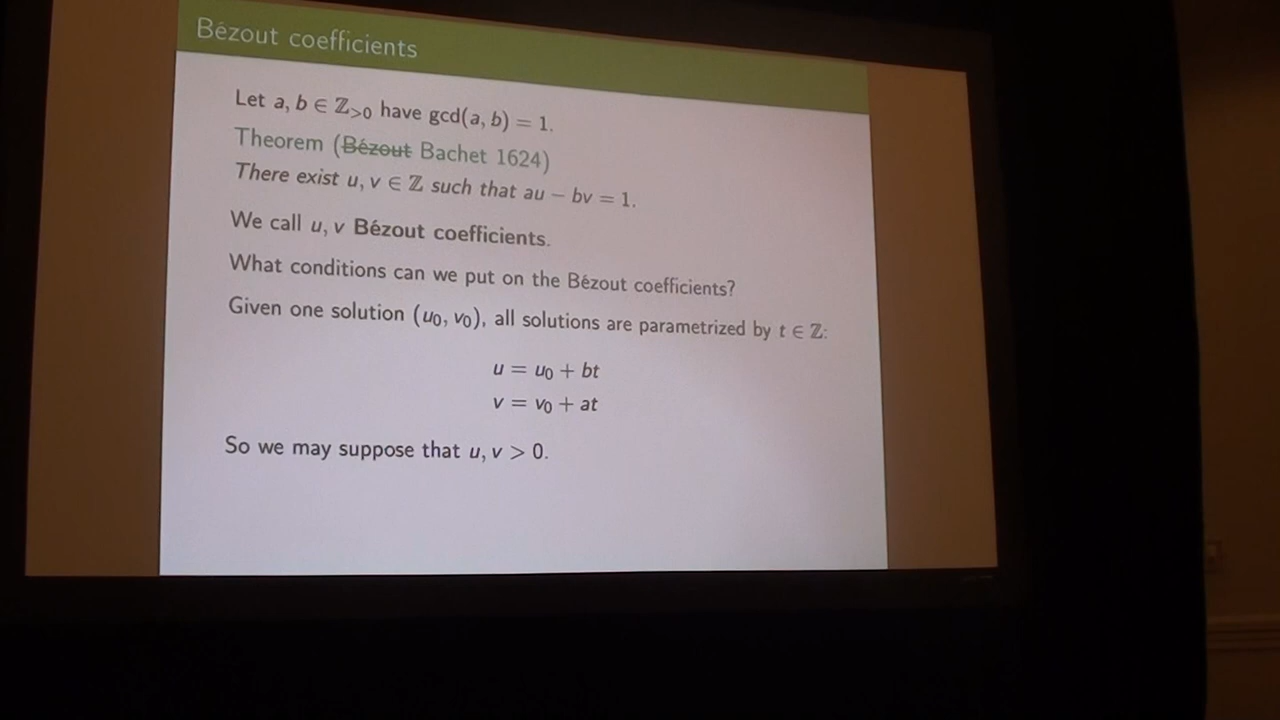 Bézout coefficients
Let a, b ∈ ℤ>0 have gcd(a, b) = 1.
Theorem (Bézout Bachet 1624)
There exist u, v ∈ ℤ such that au − bv = 1.
We call u, v Bézout coefficients.
What conditions can we put on the Bézout coefficients?
Given one solution (u₀, v₀), all solutions are parametrized by t ∈ ℤ:
u = u₀ + bt
v = v₀ + at
So we may suppose that u, v > 0.